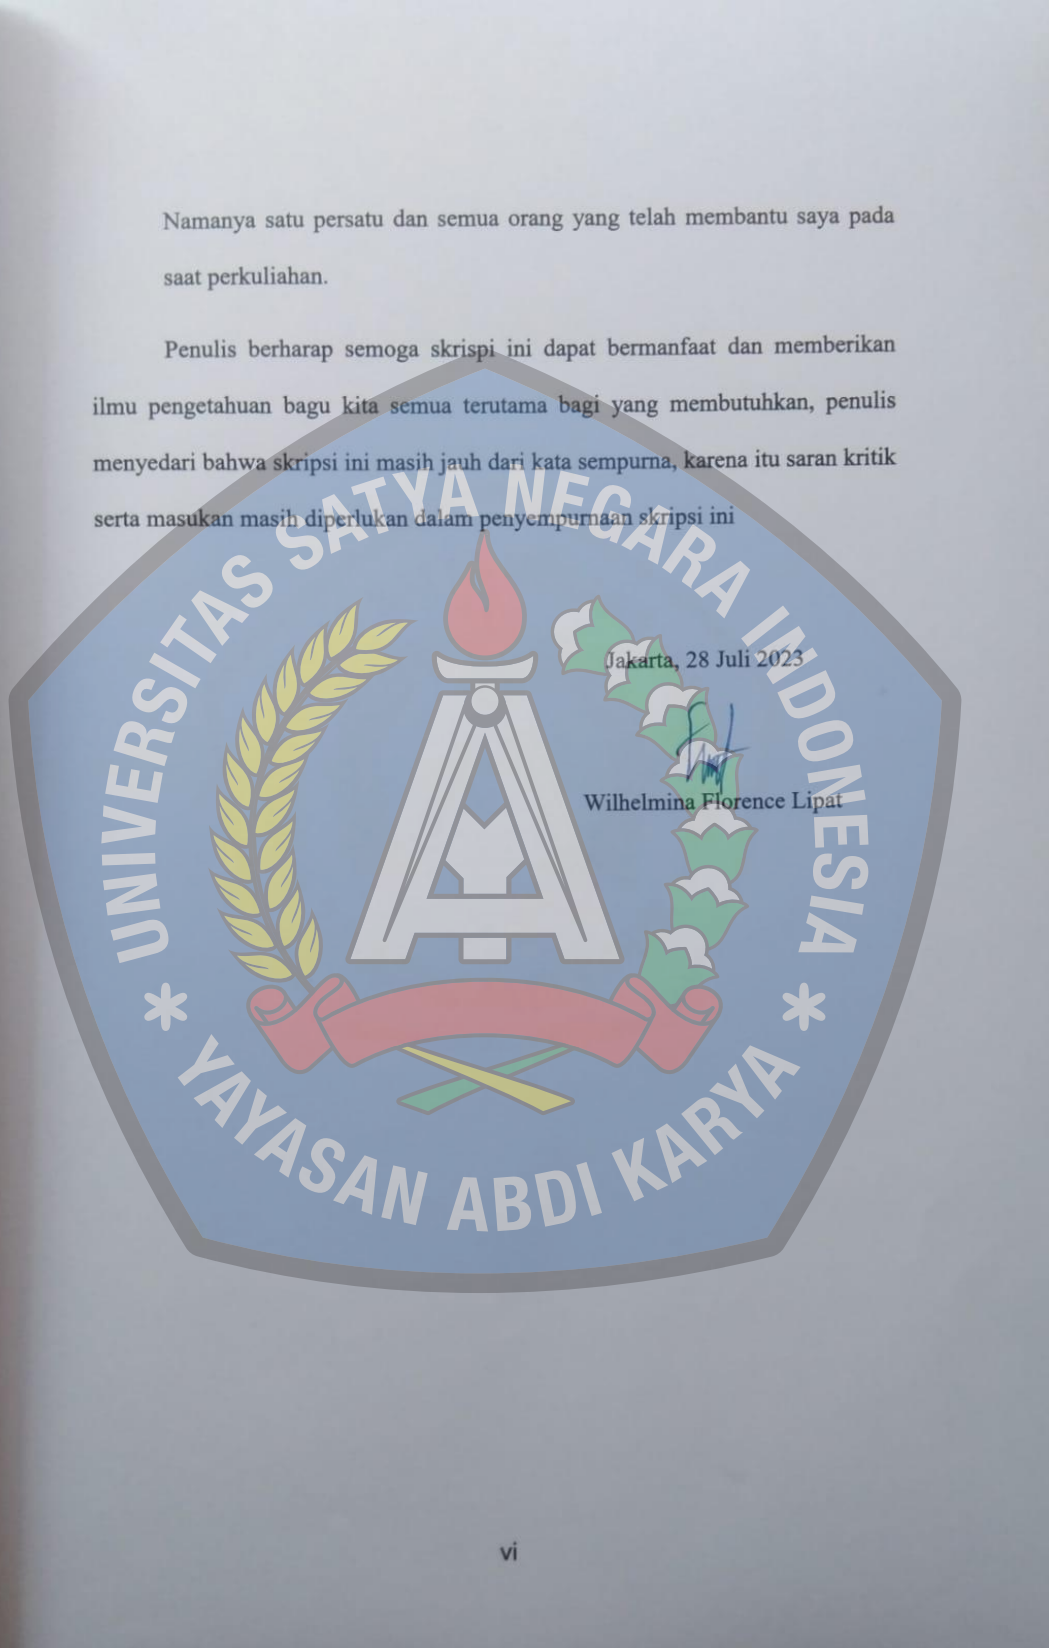 Namanya satu persatu dan semua orang yang telah membantu saya pada
saat perkuliahan.
Penulis berharap semoga skrispi ini dapat bermanfaat dan memberikan
ilmu pengetahuan bagu kita semua terutama bagi yang membutuhkan, penulis
menyedari bahwa skripsi ini masih jauh dari kata sempurna, karena itu saran kritik
serta masukan masih diperlukan dalam penyempurnaan skripsi ini
UNIVERSITAS SATYA NEGARA INDONESIA
Jakarta, 28 Juli 2023
Wilhelmina Florence Lipat
* YAYASAN ABDI KARYA *
vi